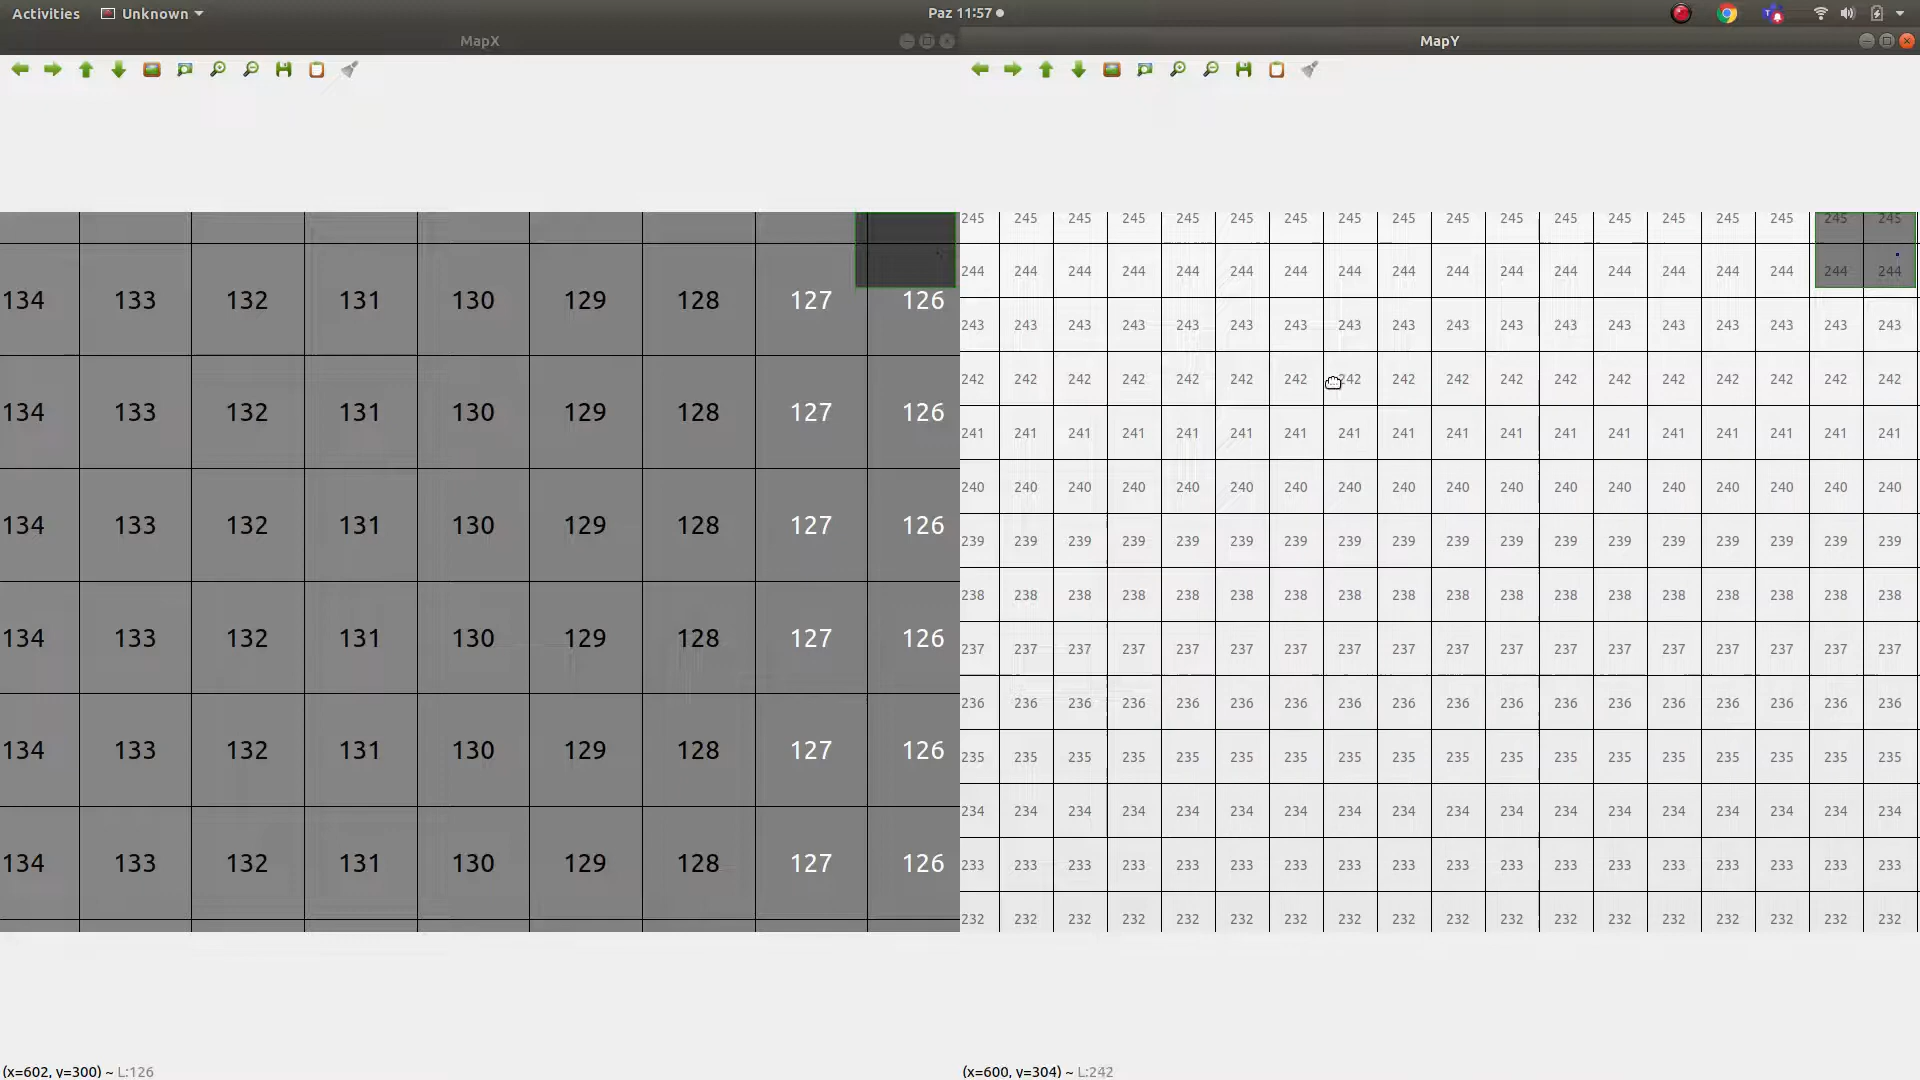 Activities Unknown Paz 11:57
MapX MapY
134 133 132 131 130 129 128 127 126
134 133 132 131 130 129 128 127 126
134 133 132 131 130 129 128 127 126
134 133 132 131 130 129 128 127 126
134 133 132 131 130 129 128 127 126
134 133 132 131 130 129 128 127 126
(x=602, y=300) ~ L:126
245 245 245 245 245 245 245 245 245 245 245 245 245 245 245 245 245 245
244 244 244 244 244 244 244 244 244 244 244 244 244 244 244 244 244 244
243 243 243 243 243 243 243 243 243 243 243 243 243 243 243 243 243 243
242 242 242 242 242 242 242 242 242 242 242 242 242 242 242 242 242 242
241 241 241 241 241 241 241 241 241 241 241 241 241 241 241 241 241 241
240 240 240 240 240 240 240 240 240 240 240 240 240 240 240 240 240 240
239 239 239 239 239 239 239 239 239 239 239 239 239 239 239 239 239 239
238 238 238 238 238 238 238 238 238 238 238 238 238 238 238 238 238 238
237 237 237 237 237 237 237 237 237 237 237 237 237 237 237 237 237 237
236 236 236 236 236 236 236 236 236 236 236 236 236 236 236 236 236 236
235 235 235 235 235 235 235 235 235 235 235 235 235 235 235 235 235 235
234 234 234 234 234 234 234 234 234 234 234 234 234 234 234 234 234 234
233 233 233 233 233 233 233 233 233 233 233 233 233 233 233 233 233 233
232 232 232 232 232 232 232 232 232 232 232 232 232 232 232 232 232 232
(x=600, y=304) ~ L:242